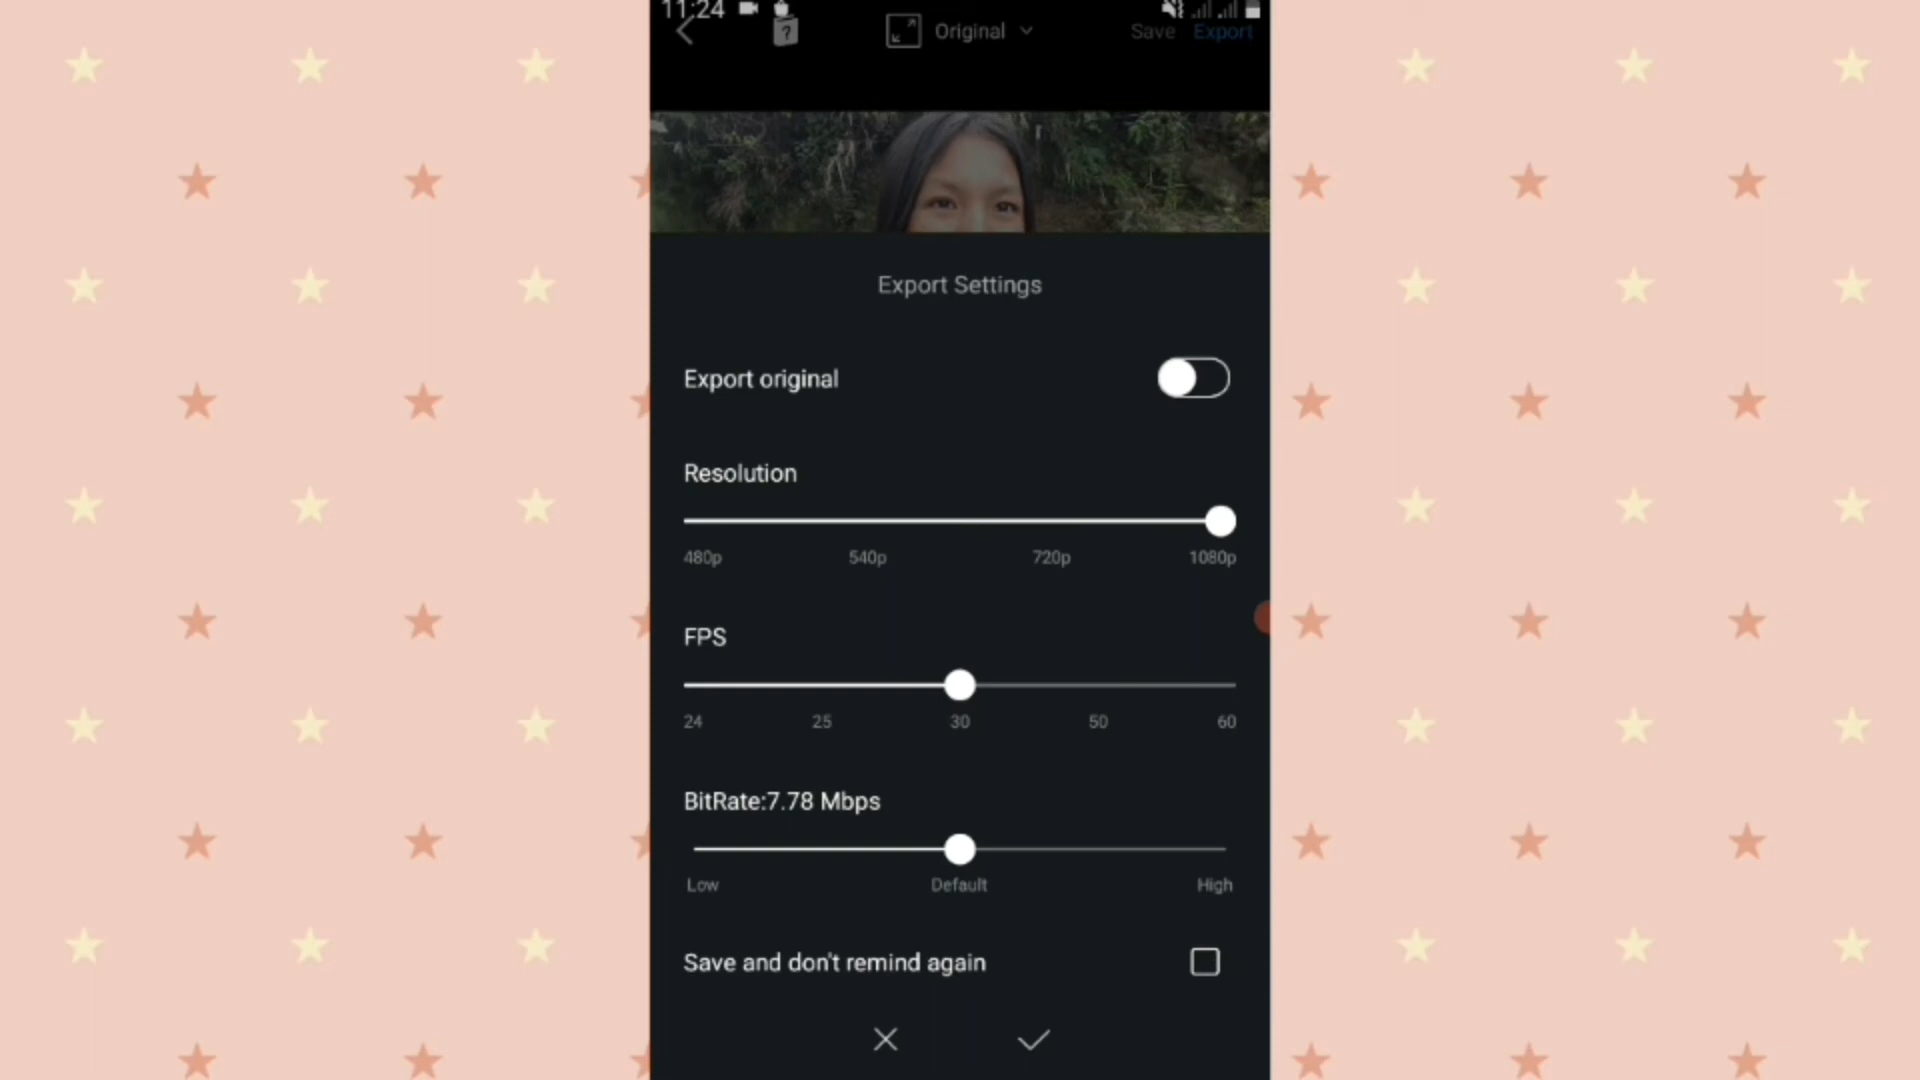 11:24
Original
Save Export
Export Settings
Export original
Resolution
480p 540p 720p 1080p
FPS
24 25 30 50 60
BitRate:7.78 Mbps
Low Default High
Save and don't remind again